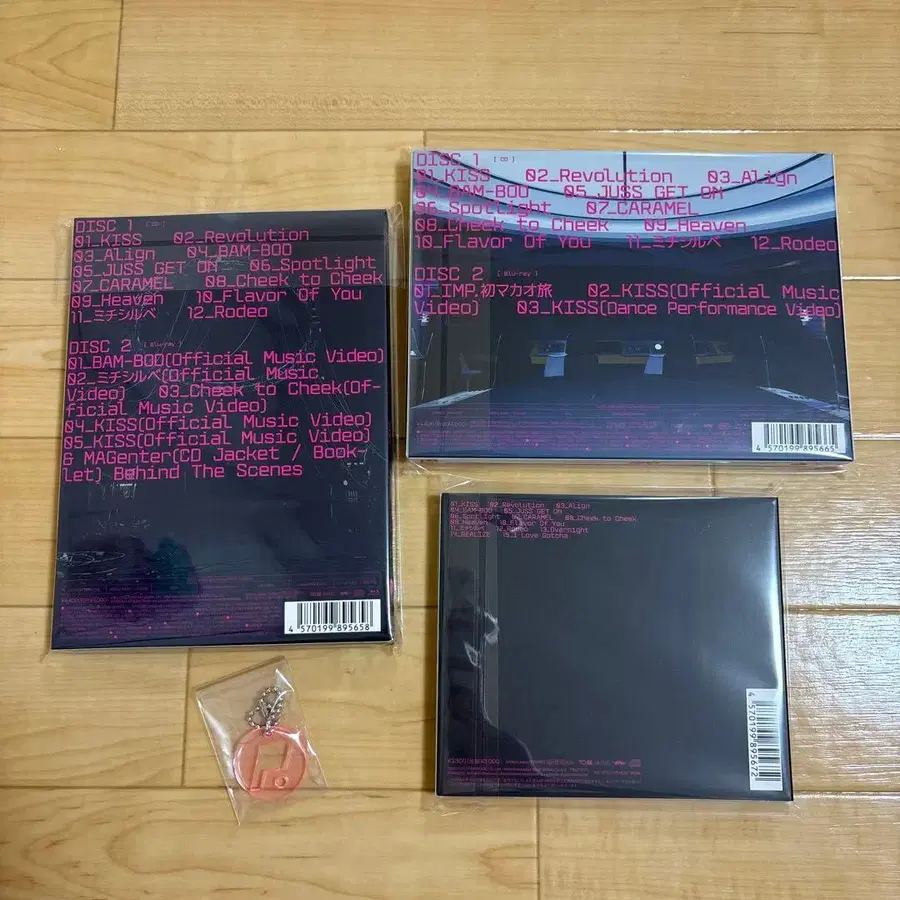 DISC 1 [CD]
01_KISS 02_Revolution
03_Align 04_BAM-BOO
05_JUSS GET ON 06_Spotlight
07_CARAMEL 08_Cheek to Cheek
09_Heaven 10_Flavor Of You
11_ミチシルベ 12_Rodeo
DISC 2 [Blu-ray]
01_BAM-BOO(Official Music Video)
02_ミチシルベ(Official Music
Video) 03_Cheek to Cheek(Of-
ficial Music Video)
04_KISS(Official Music Video)
05_KISS(Official Music Video)
& MAGenter(CD Jacket / Book-
let) Behind The Scenes
4 570199 895658
DISC 1 [CD]
01_KISS 02_Revolution 03_Align
04_BAM-BOO 05_JUSS GET ON
06_Spotlight 07_CARAMEL
08_Cheek to Cheek 09_Heaven
10_Flavor Of You 11_ミチシルベ 12_Rodeo
DISC 2 [Blu-ray]
01_IMP.初マカオ旅 02_KISS(Official Music
Video) 03_KISS(Dance Performance Video)
4 570199 895665
01_KISS 02_Revolution 03_Align
04_BAM-BOO 05_JUSS GET ON
06_Spotlight 07_CARAMEL 08_Cheek to Cheek
09_Heaven 10_Flavor Of You
11_ミチシルベ 12_Rodeo 13_Overnight
14_REALIZE 15_I Love Gotcha
4 570199 895672